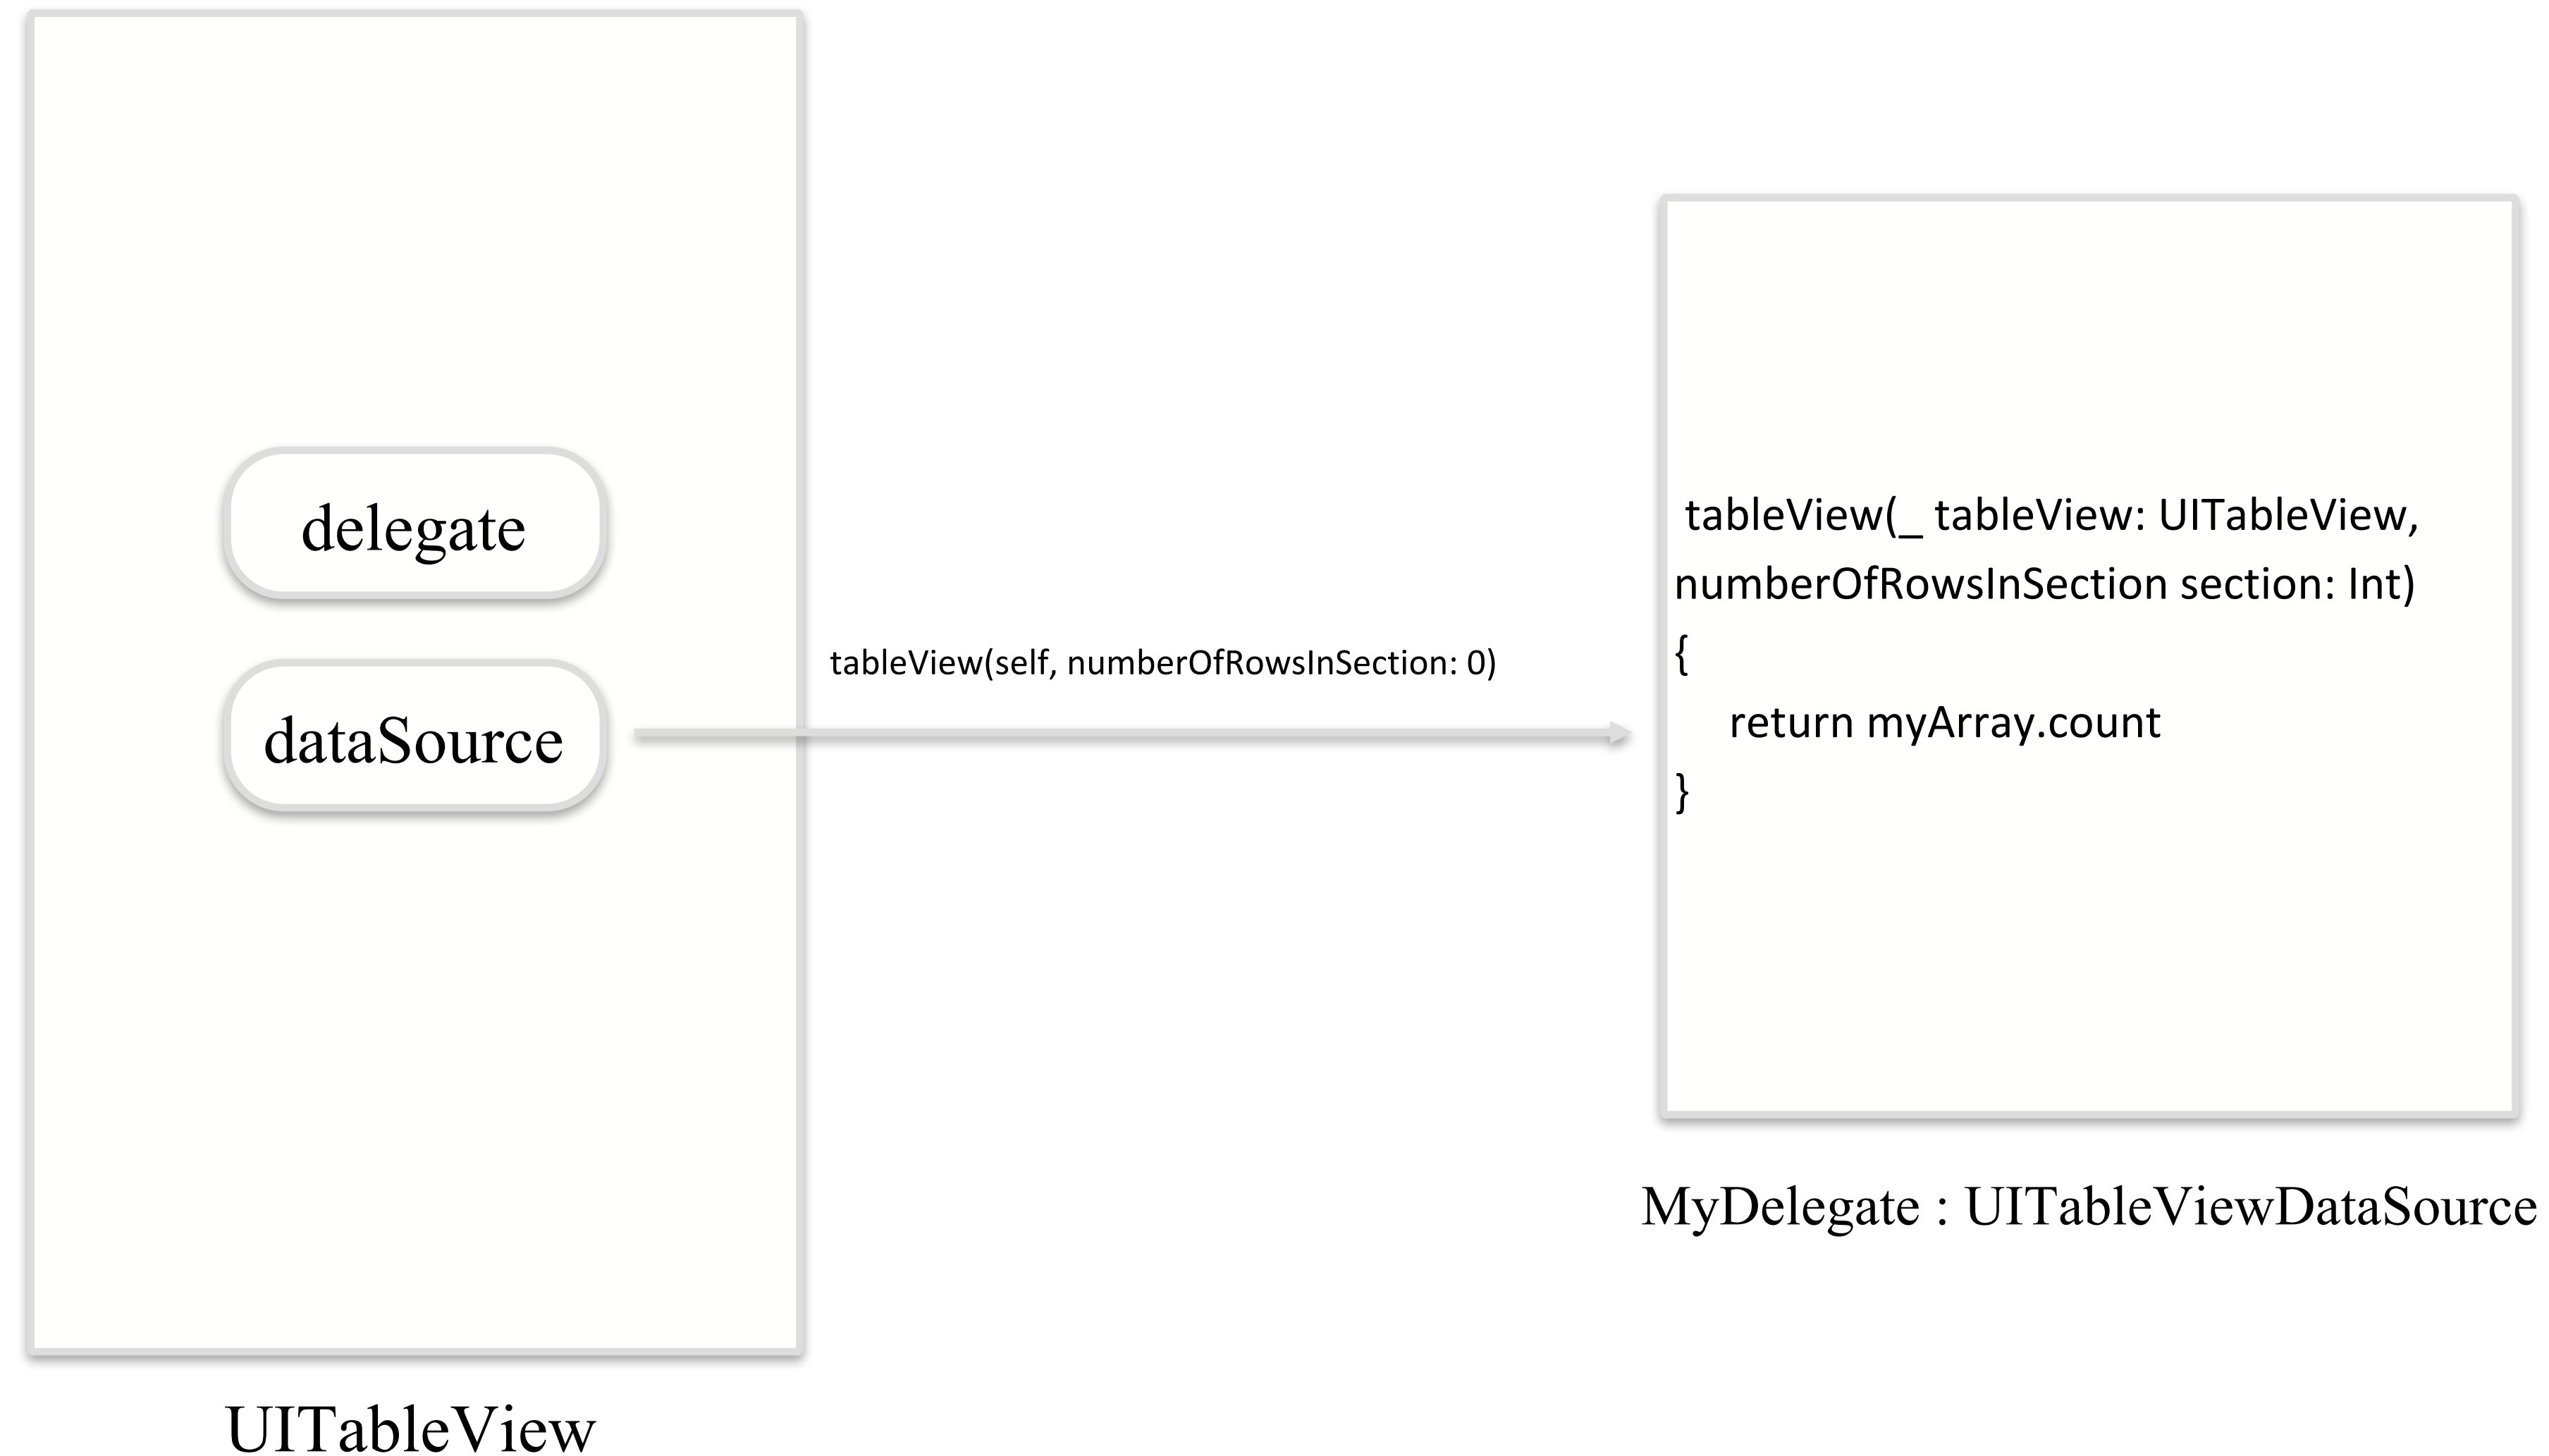 delegate
dataSource
UITableView
tableView(self, numberOfRowsInSection: 0)
tableView(_ tableView: UITableView,
numberOfRowsInSection section: Int)
{
return myArray.count
}
MyDelegate : UITableViewDataSource